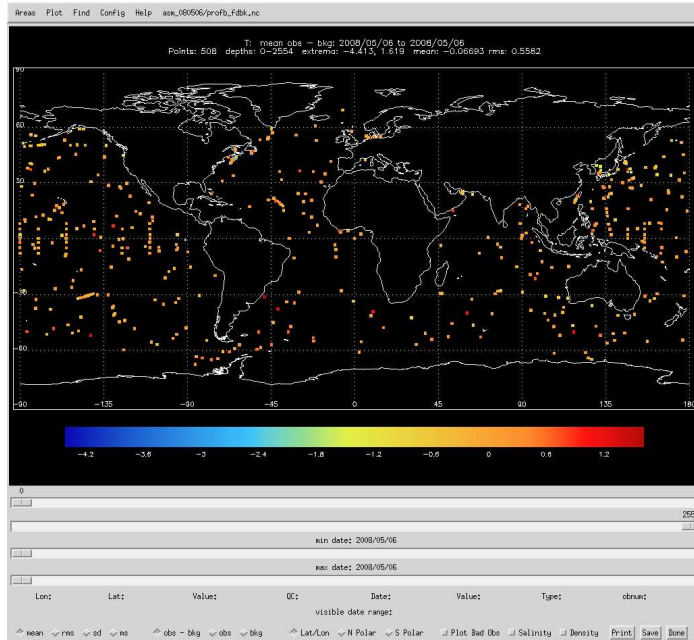 Areas Plot Find Config Help asm_080506/profb_fdbk.nc
T: mean obs - bkg: 2008/05/06 to 2008/05/06
Points: 508 depths: 0-2554 extrema: -4.413, 1.619 mean: -0.06693 rms: 0.5582
90
60
30
0
-30
-60
-90 -135 -90 -45 0 45 90 135 180
-4.2 -3.6 -3 -2.4 -1.8 -1.2 -0.6 0 0.6 1.2
0
255
min date: 2008/05/06
max date: 2008/05/06
Lon: Lat: Value: QC: Date: Value: Type: obnum:
visible date range:
mean rms sd ms obs - bkg obs bkg Lat/Lon N Polar S Polar Plot Bad Obs Salinity Density Print Save Done